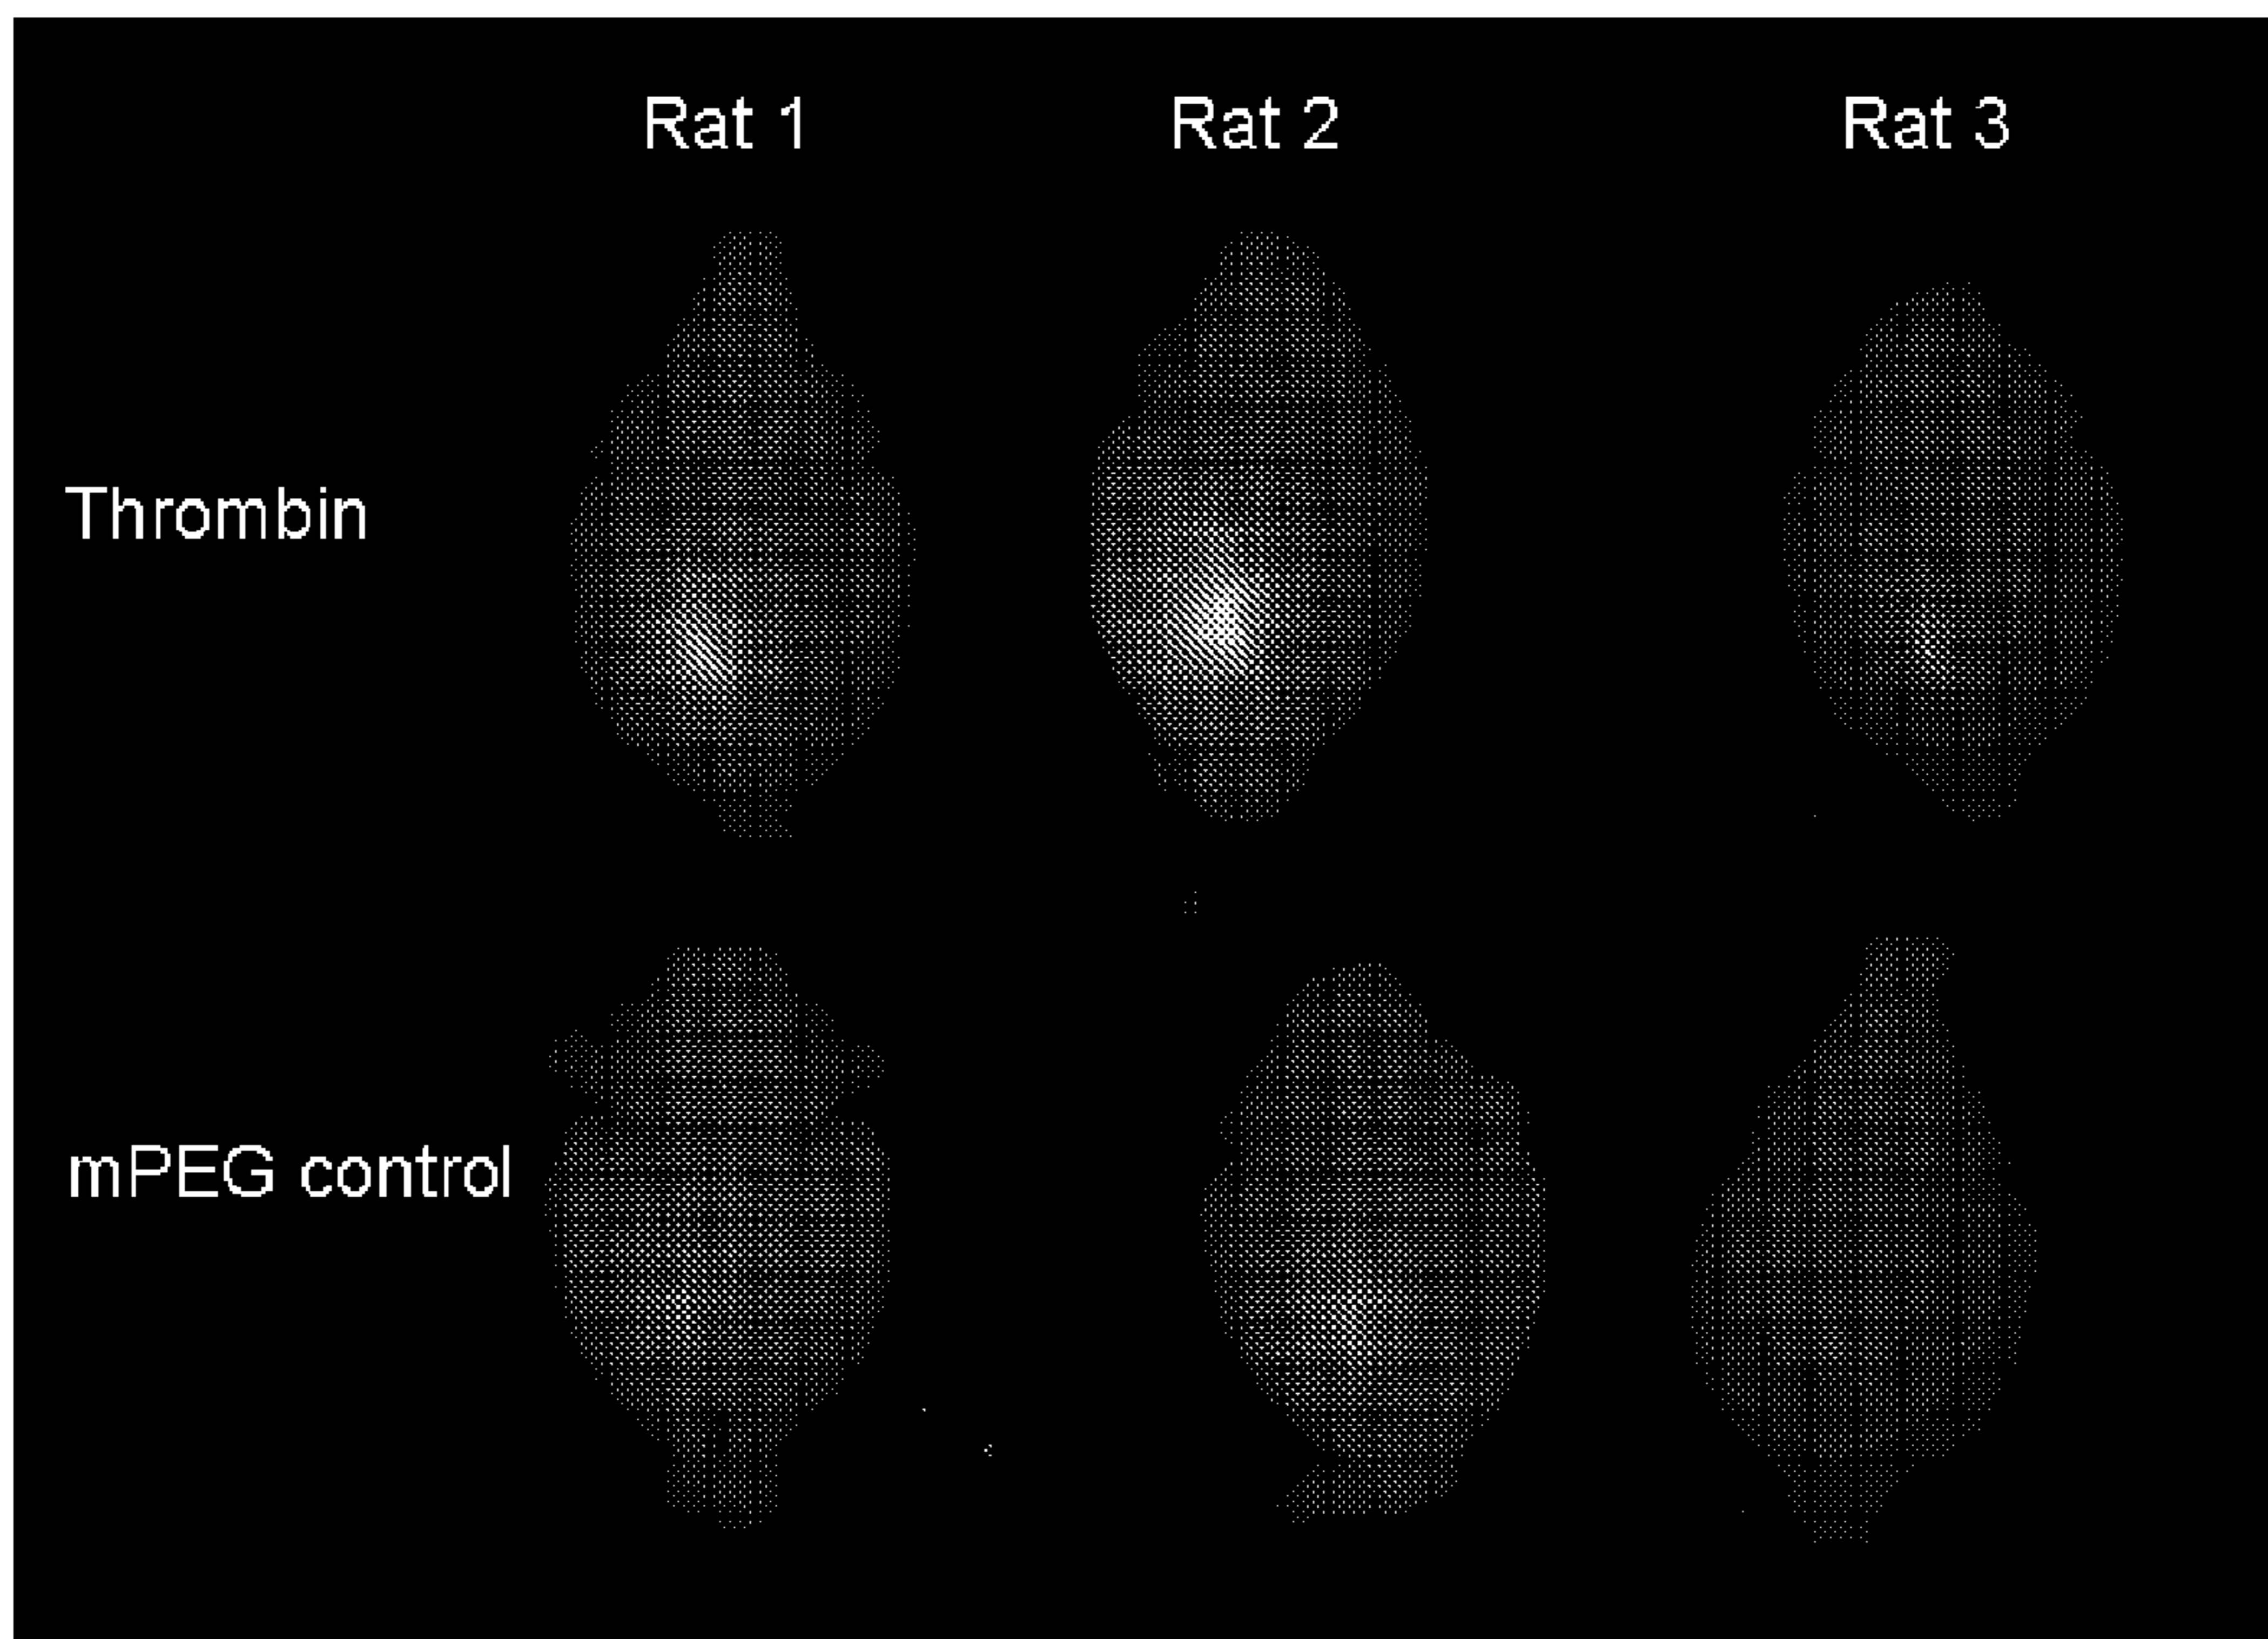 Rat 1 Rat 2 Rat 3
Thrombin
mPEG control